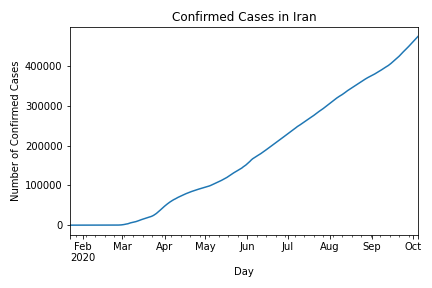 Confirmed Cases in Iran
Number of Confirmed Cases
400000
300000
200000
100000
0
Feb Mar Apr May Jun Jul Aug Sep Oct
2020
Day